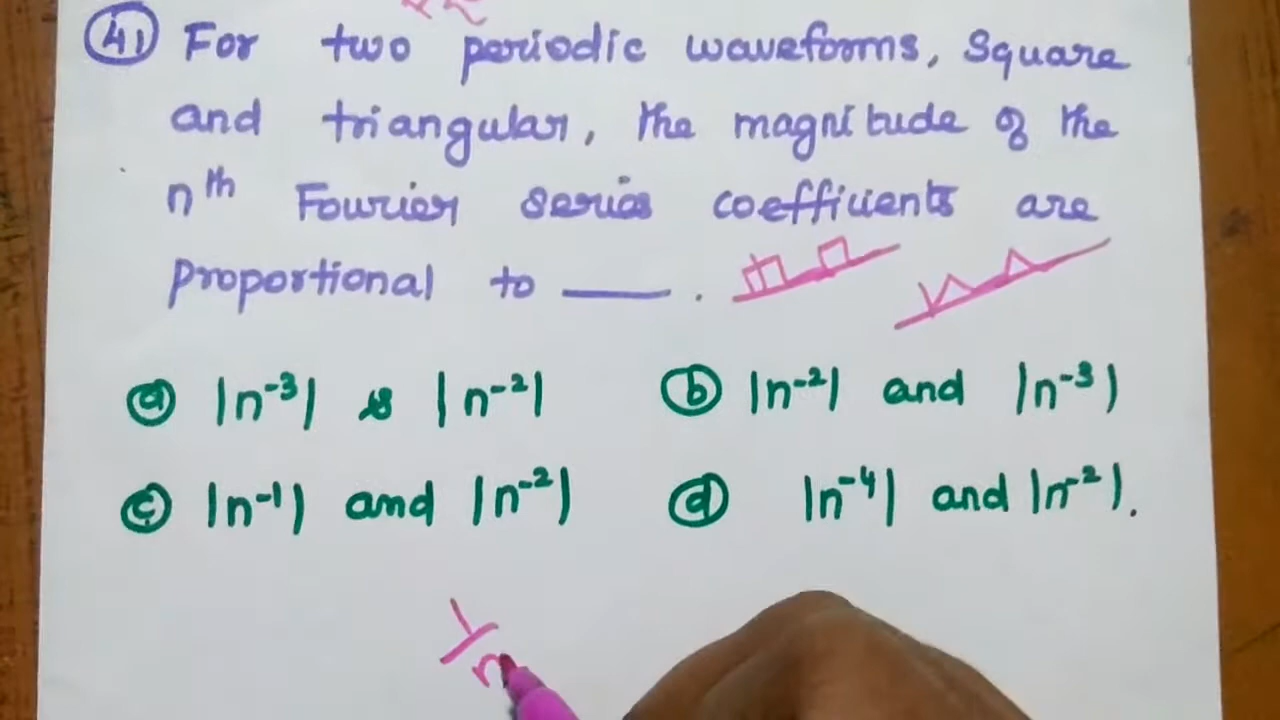 41 For two periodic waveforms, Square
and triangular, the magnitude of the
nth Fourier series coefficients are
proportional to ____ .
a |n⁻³| & |n⁻²| b |n⁻²| and |n⁻³|
c |n⁻¹| and |n⁻²| d |n⁻⁴| and |n⁻²|.
1/n